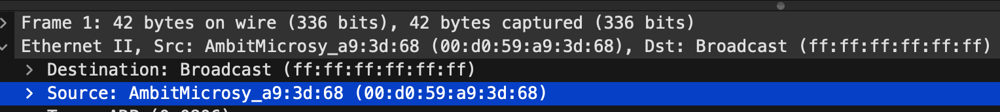 Frame 1: 42 bytes on wire (336 bits), 42 bytes captured (336 bits)
Ethernet II, Src: AmbitMicrosy_a9:3d:68 (00:d0:59:a9:3d:68), Dst: Broadcast (ff:ff:ff:ff:ff:ff)
Destination: Broadcast (ff:ff:ff:ff:ff:ff)
Source: AmbitMicrosy_a9:3d:68 (00:d0:59:a9:3d:68)